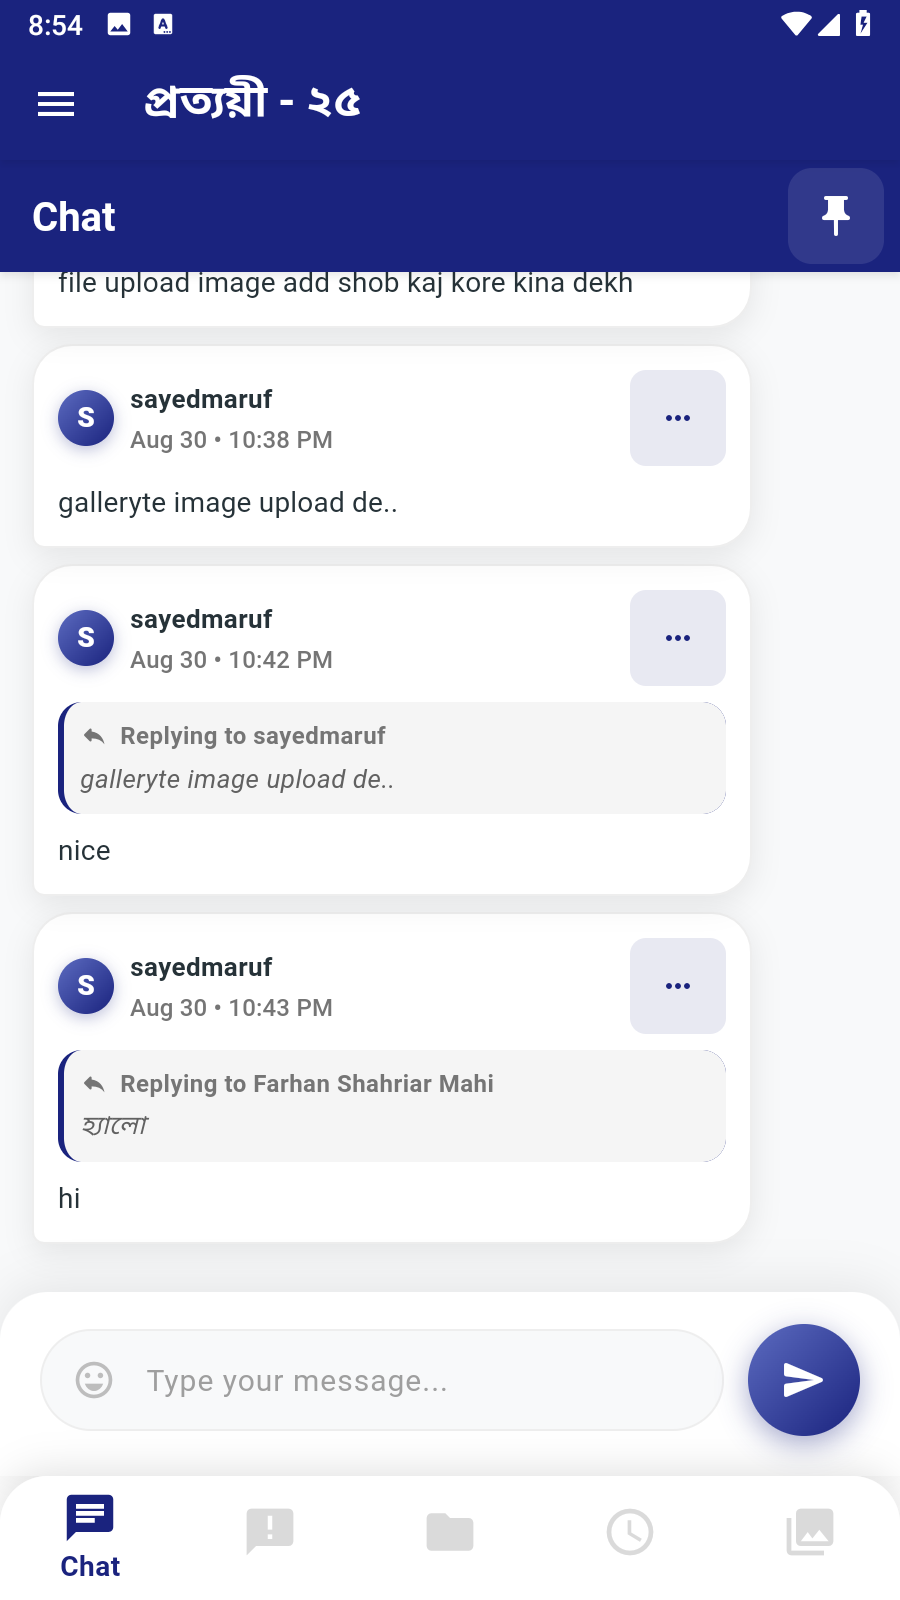 8:54
প্রত্যয়ী - ২৫
Chat
file upload image add shob kaj kore kina dekh
S
sayedmaruf
Aug 30 • 10:38 PM
galleryte image upload de..
S
sayedmaruf
Aug 30 • 10:42 PM
Replying to sayedmaruf
galleryte image upload de..
nice
S
sayedmaruf
Aug 30 • 10:43 PM
Replying to Farhan Shahriar Mahi
হ্যালো
hi
Type your message...
Chat